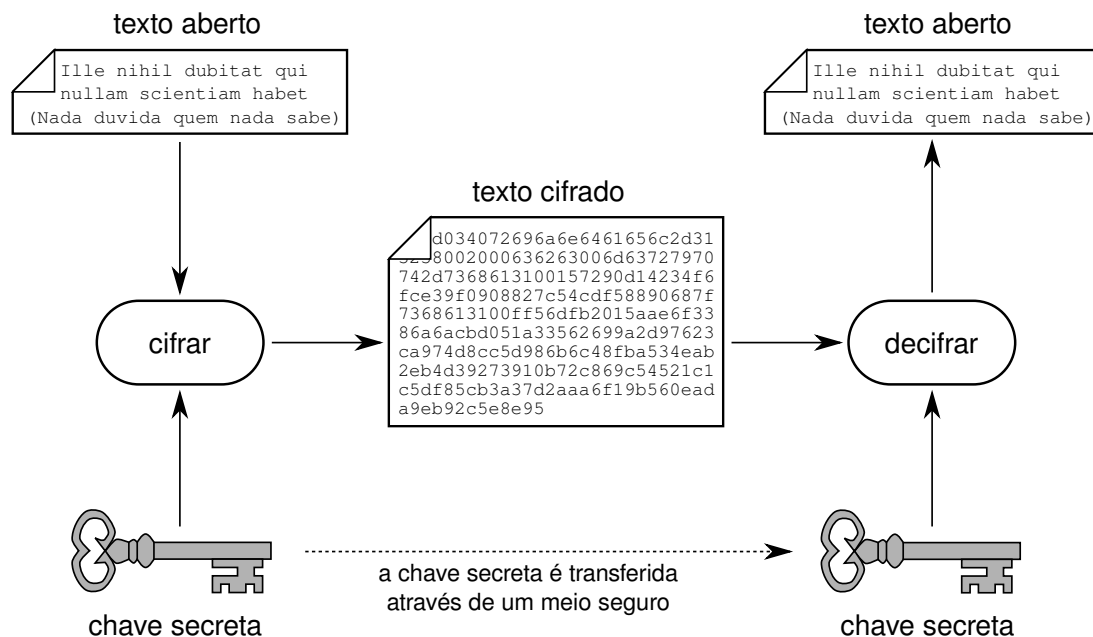 texto aberto
Ille nihil dubitat qui
nullam scientiam habet
(Nada duvida quem nada sabe)
texto aberto
Ille nihil dubitat qui
nullam scientiam habet
(Nada duvida quem nada sabe)
texto cifrado
d034072696a6e6461656c2d31
8002000636263006d63727970
742d7368613100157290d14234f6
fce39f0908827c54cdf58890687f
7368613100ff56dfb2015aae6f33
86a6acbd051a33562699a2d97623
ca974d8cc5d986b6c48fba534eab
2eb4d39273910b72c869c54521c1
c5df85cb3a37d2aaa6f19b560ead
a9eb92c5e8e95
cifrar
decifrar
a chave secreta é transferida
através de um meio seguro
chave secreta
chave secreta